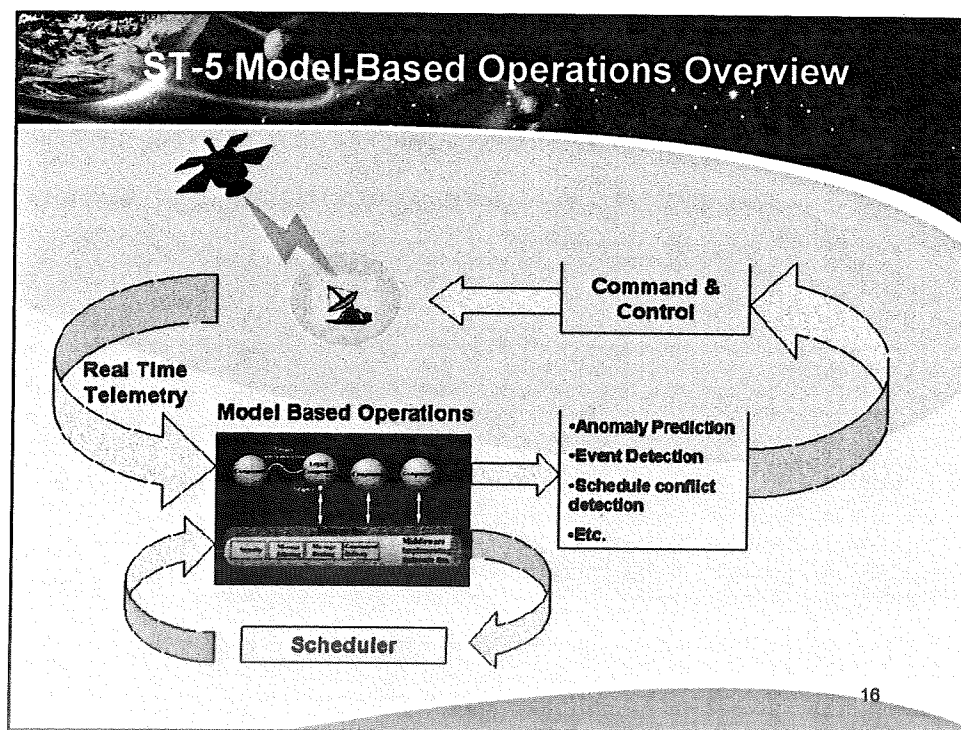 ST-5 Model-Based Operations Overview
Command &
Control
Real Time
Telemetry
Model Based Operations
•Anomaly Prediction
•Event Detection
•Schedule conflict
detection
•Etc.
Middleware
Scheduler
16